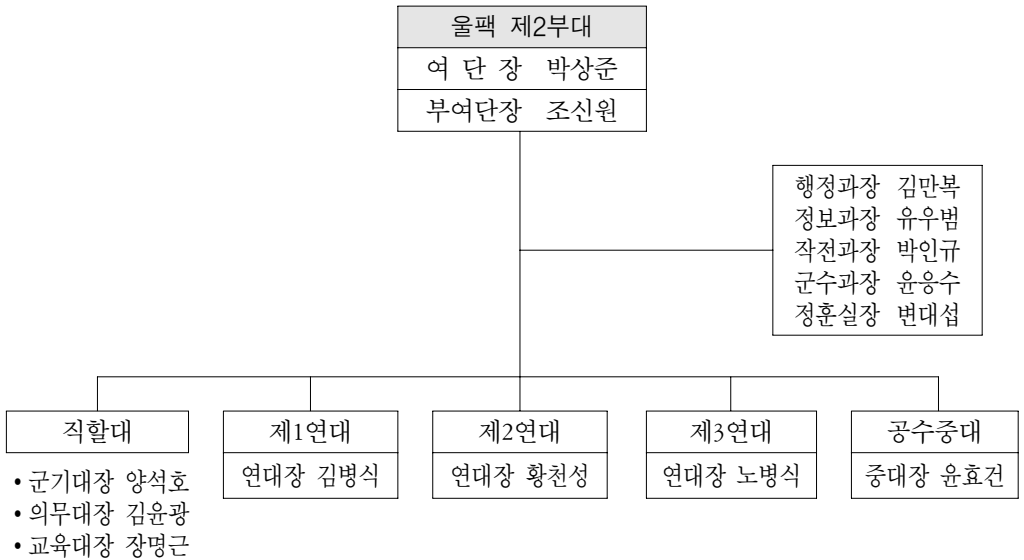 울팩 제2부대
여 단 장 박상준
부여단장 조신원
행정과장 김만복
정보과장 유우범
작전과장 박인규
군수과장 윤응수
정훈실장 변대섭
직할대
• 군기대장 양석호
• 의무대장 김윤광
• 교육대장 장명근
제1연대
연대장 김병식
제2연대
연대장 황천성
제3연대
연대장 노병식
공수중대
중대장 윤효건